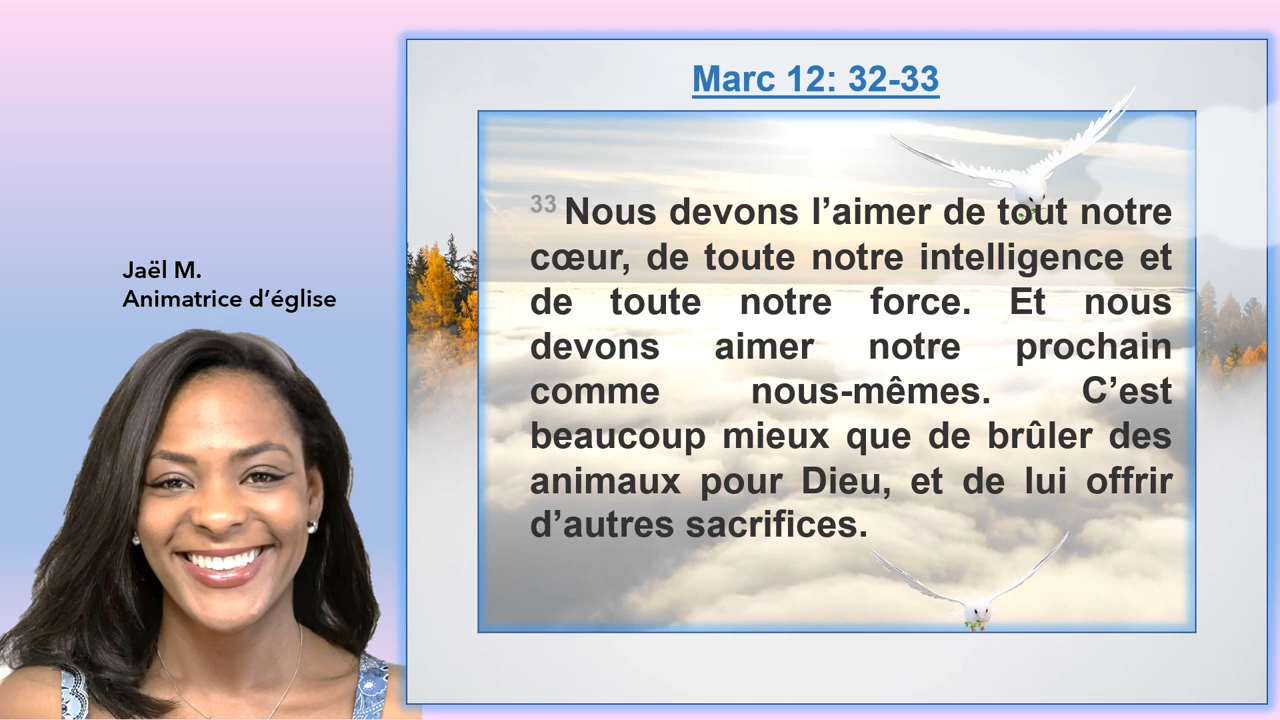 Marc 12: 32-33
33 Nous devons l’aimer de tout notre
cœur, de toute notre intelligence et
de toute notre force. Et nous
devons aimer notre prochain
comme nous-mêmes. C’est
beaucoup mieux que de brûler des
animaux pour Dieu, et de lui offrir
d’autres sacrifices.
Jaël M.
Animatrice d’église